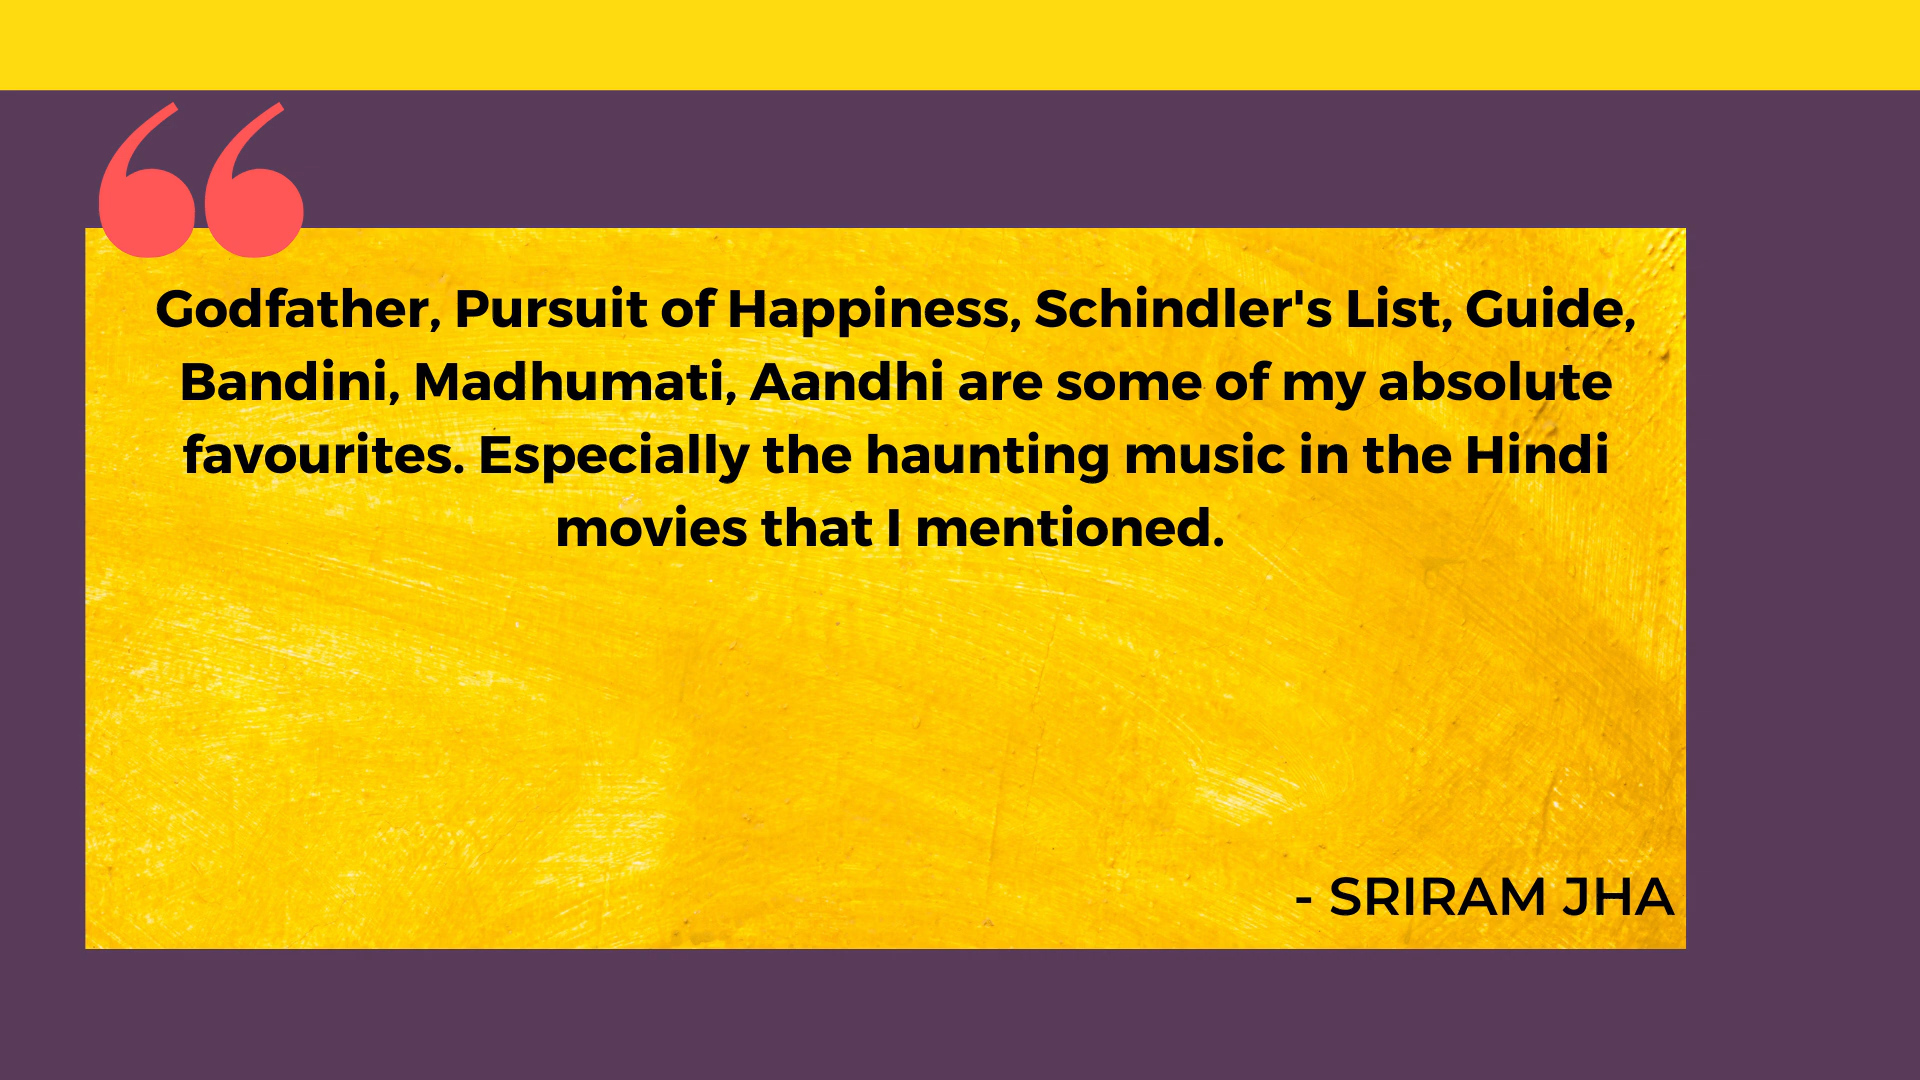 Godfather, Pursuit of Happiness, Schindler's List, Guide,
Bandini, Madhumati, Aandhi are some of my absolute
favourites. Especially the haunting music in the Hindi
movies that I mentioned.
- SRIRAM JHA